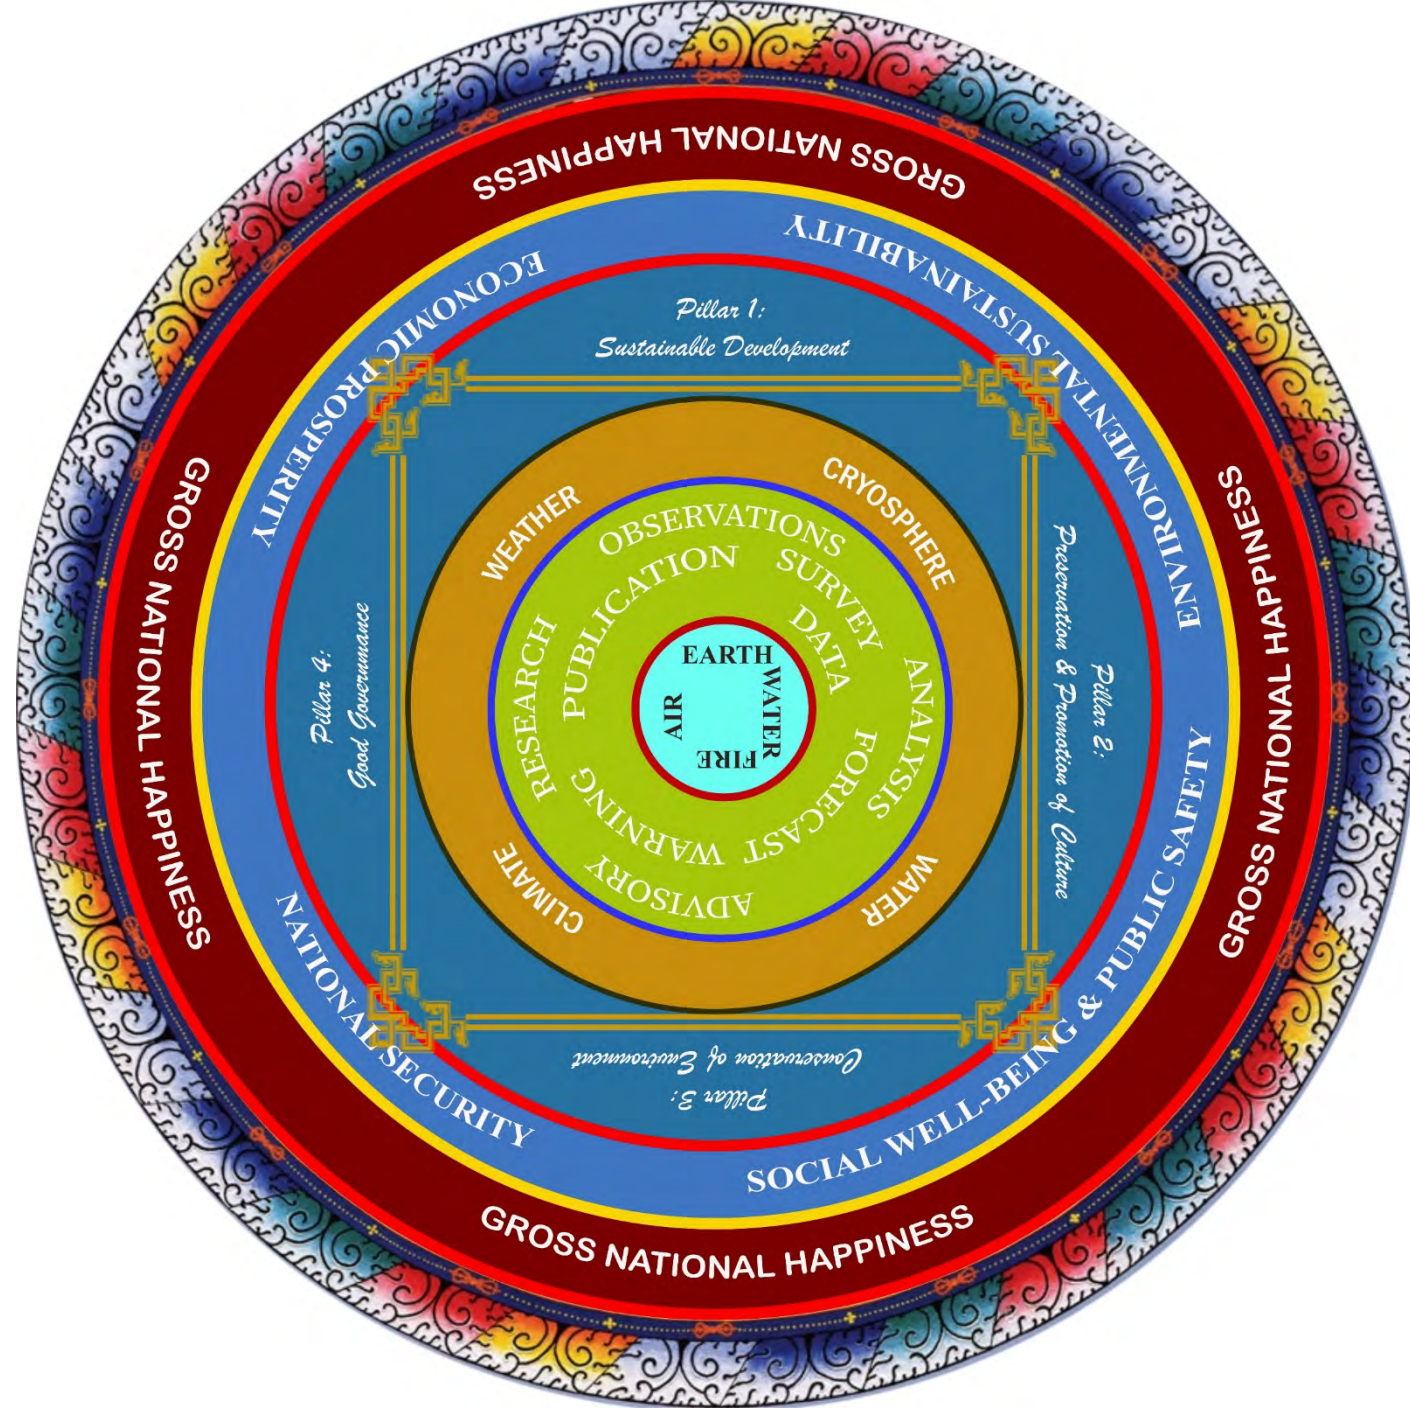 GROSS NATIONAL HAPPINESS
GROSS NATIONAL HAPPINESS
GROSS NATIONAL HAPPINESS
GROSS NATIONAL HAPPINESS
ECONOMIC PROSPERITY
ENVIRONMENTAL SUSTAINABILITY
SOCIAL WELL-BEING & PUBLIC SAFETY
NATIONAL SECURITY
Pillar 1:
Sustainable Development
Pillar 2:
Preservation & Promotion of Culture
Pillar 3:
Conservation of Environment
Pillar 4:
Good Governance
WEATHER
CRYOSPHERE
WATER
CLIMATE
OBSERVATIONS
SURVEY
DATA
ANALYSIS
FORECAST
WARNING
ADVISORY
RESEARCH
PUBLICATION
EARTH
WATER
FIRE
AIR